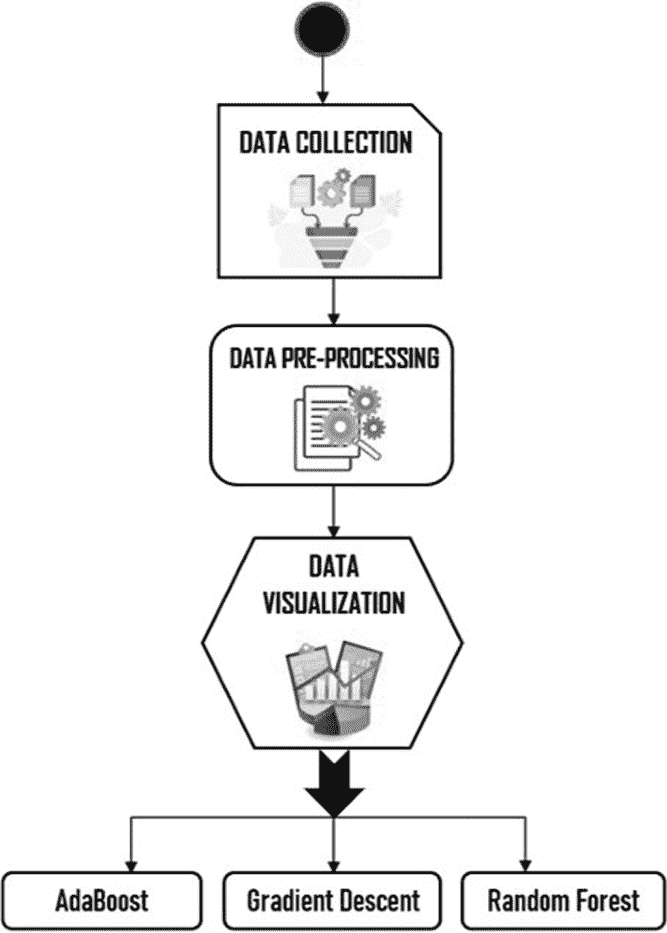 DATA COLLECTION
DATA PRE-PROCESSING
DATA
VISUALIZATION
AdaBoost
Gradient Descent
Random Forest